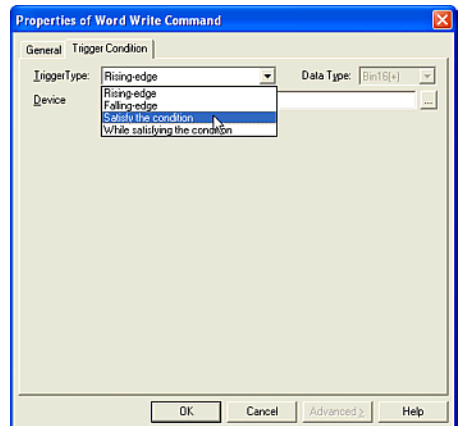 Properties of Word Write Command
General Trigger Condition
TriggerType: Rising-edge Data Type: Bin16(+)
Device ...
Rising-edge
Falling-edge
Satisfy the condition
While satisfying the condition
OK Cancel Advanced > Help